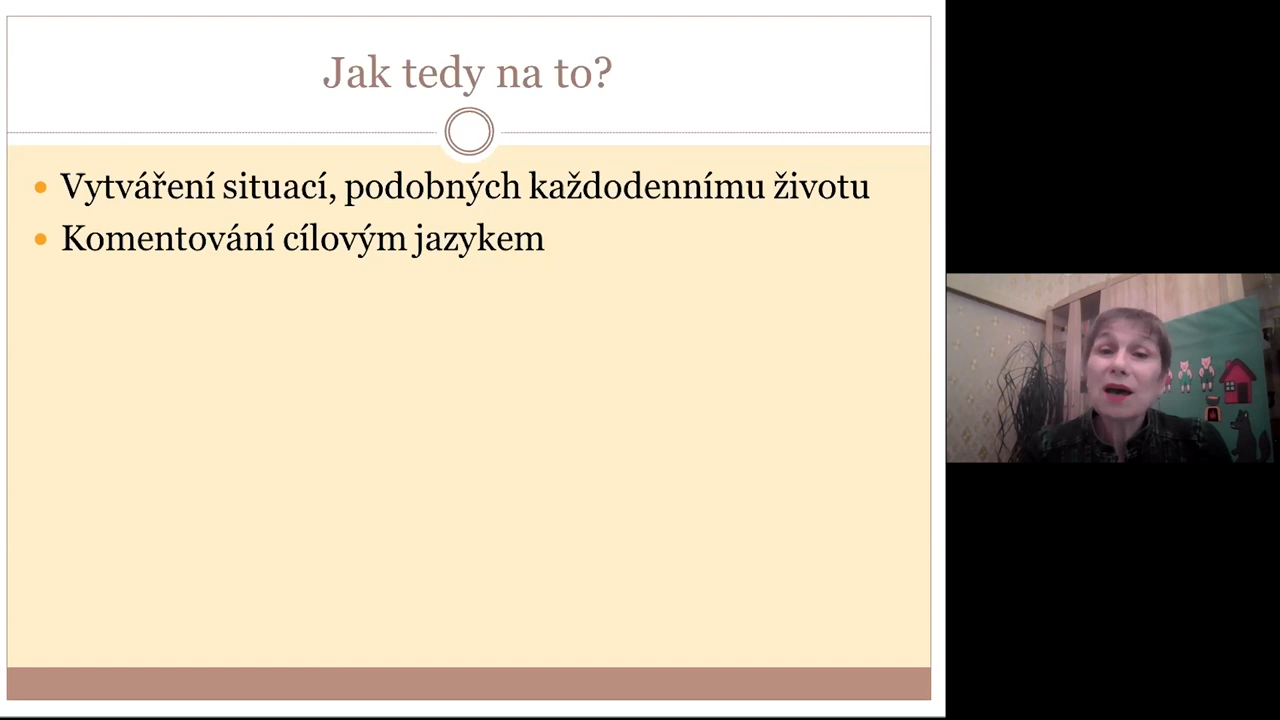 Jak tedy na to?
Vytváření situací, podobných každodennímu životu
Komentování cílovým jazykem